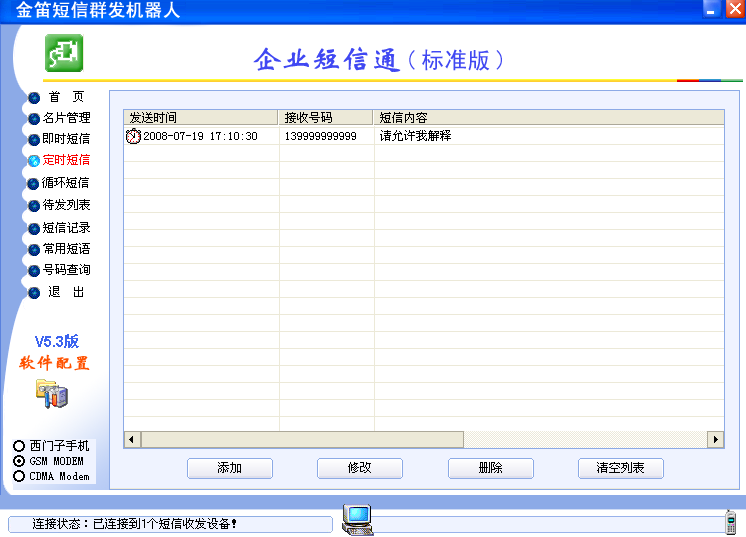 金笛短信群发机器人
企业短信通(标准版)
首 页
名片管理
即时短信
定时短信
循环短信
待发列表
短信记录
常用短语
号码查询
退 出
V5.3版
软件配置
西门子手机
GSM MODEM
CDMA Modem
发送时间 接收号码 短信内容
2008-07-19 17:10:30 139999999999 请允许我解释
添加 修改 删除 清空列表
连接状态：已连接到1个短信收发设备！